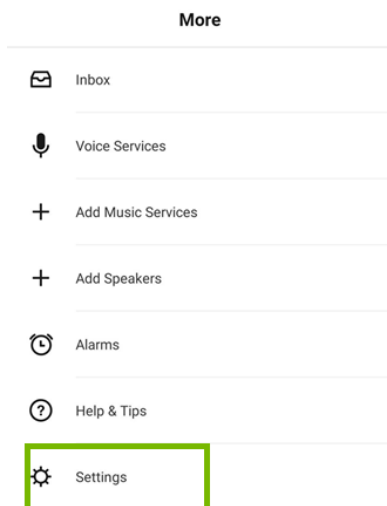 More
Inbox
Voice Services
Add Music Services
Add Speakers
Alarms
Help & Tips
Settings